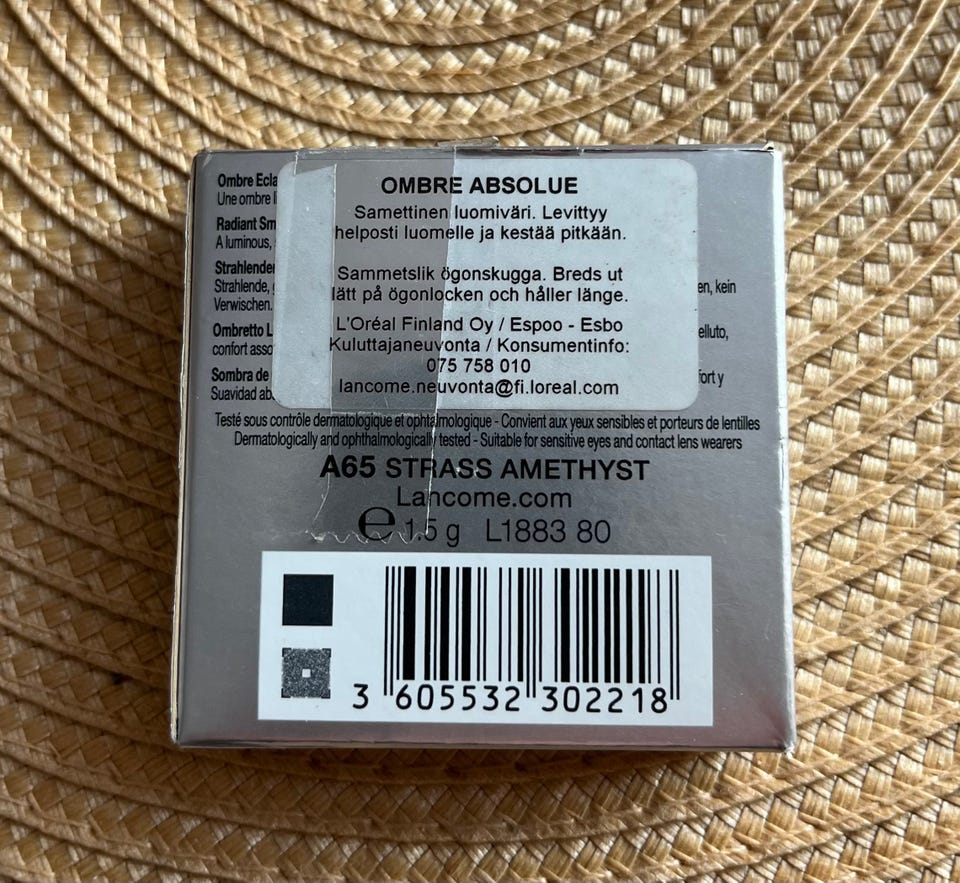 Ombre Ecla
Une ombre li
Radiant Sm
A luminous,
Strahlender
Strahlende,
en, kein
Verwischen.
Ombretto L
elluto,
confort asso
Sombra de
fort y
Suavidad ab
OMBRE ABSOLUE
Samettinen luomiväri. Levittyy
helposti luomelle ja kestää pitkään.
Sammetslik ögonskugga. Breds ut
lätt på ögonlocken och håller länge.
L'Oréal Finland Oy / Espoo - Esbo
Kuluttajaneuvonta / Konsumentinfo:
075 758 010
lancome.neuvonta@fi.loreal.com
Testé sous contrôle dermatologique et ophtalmologique - Convient aux yeux sensibles et porteurs de lentilles
Dermatologically and ophthalmologically tested - Suitable for sensitive eyes and contact lens wearers
A65 STRASS AMETHYST
Lancome.com
℮ 1.5 g L1883 80
3 605532 302218